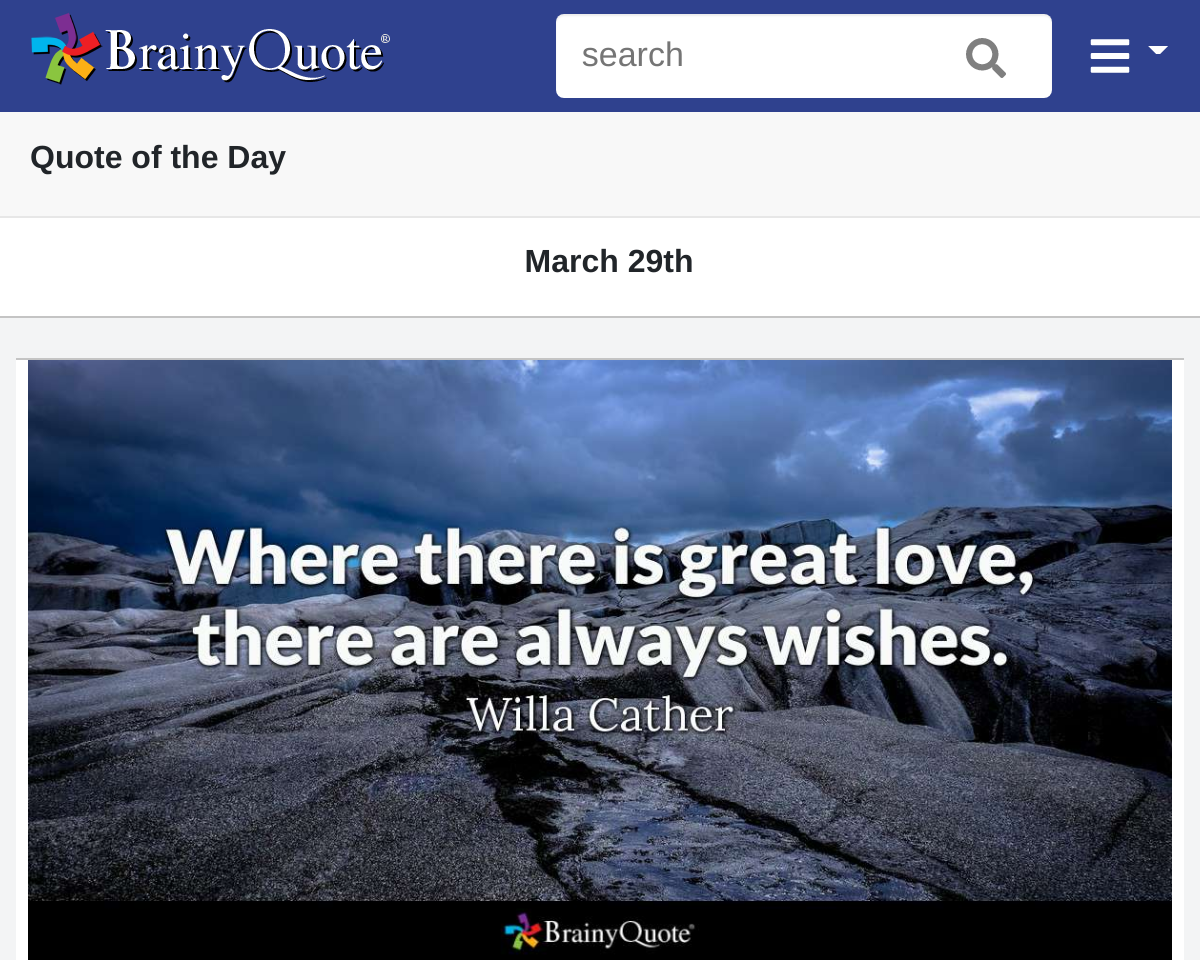 BrainyQuote®
search
Quote of the Day
March 29th
Where there is great love,
there are always wishes.
Willa Cather
BrainyQuote®